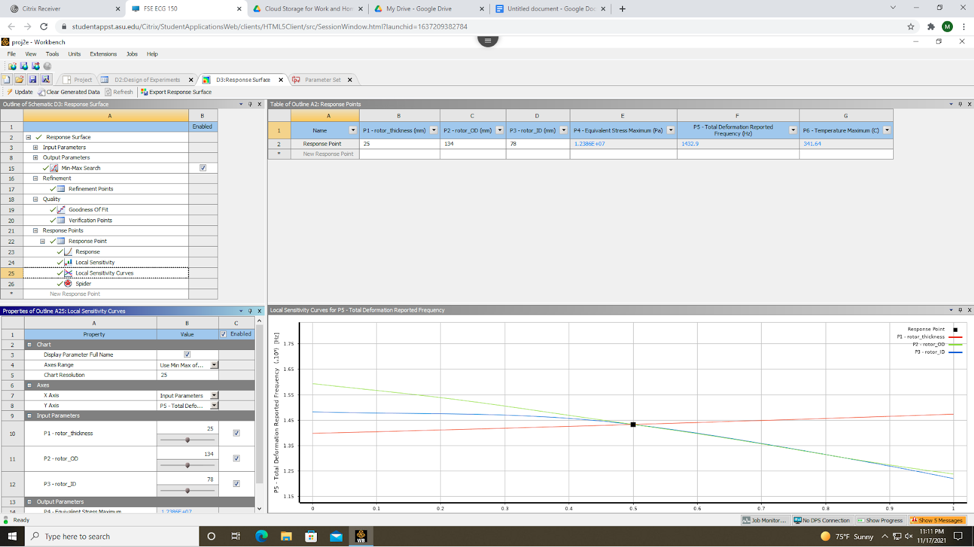 Citrix Receiver
FSE ECG 150
Cloud Storage for Work and Hom
My Drive - Google Drive
Untitled document - Google Doc
studentappst.asu.edu/Citrix/StudentApplicationsWeb/clients/HTML5Client/src/SessionWindow.html?launchid=1637209382784
M
proj2e - Workbench
File View Tools Units Extensions Jobs Help
Project
D2:Design of Experiments
D3:Response Surface
Parameter Set
Update Clear Generated Data Refresh Export Response Surface
Outline of Schematic D3: Response Surface
A B
1 Enabled
2 Response Surface
3 Input Parameters
8 Output Parameters
15 Min-Max Search
16 Refinement
17 Refinement Points
18 Quality
19 Goodness Of Fit
20 Verification Points
21 Response Points
22 Response Point
23 Response
24 Local Sensitivity
25 Local Sensitivity Curves
26 Spider
* New Response Point
Table of Outline A2: Response Points
A B C D E F G
1 Name P1 - rotor_thickness (mm) P2 - rotor_OD (mm) P3 - rotor_ID (mm) P4 - Equivalent Stress Maximum (Pa) P5 - Total Deformation Reported Frequency (Hz) P6 - Temperature Maximum (C)
2 Response Point 25 134 78 1.2386E+07 1432.9 341.64
* New Response Point
Properties of Outline A25: Local Sensitivity Curves
A B C
1 Property Value Enabled
2 Chart
3 Display Parameter Full Name
4 Axes Range Use Min Max of...
5 Chart Resolution 25
6 Axes
7 X Axis Input Parameters
8 Y Axis P5 - Total Defo...
9 Input Parameters
10 P1 - rotor_thickness 25
11 P2 - rotor_OD 134
12 P3 - rotor_ID 78
13 Output Parameters
14 P4 - Equivalent Stress Maximum 1.2386E+07
Local Sensitivity Curves for P5 - Total Deformation Reported Frequency
Response Point
P1 - rotor_thickness
P2 - rotor_OD
P3 - rotor_ID
P5 - Total Deformation Reported Frequency (.10³) [Hz]
1.75
1.65
1.55
1.45
1.35
1.25
1.15
0 0.1 0.2 0.3 0.4 0.5 0.6 0.7 0.8 0.9 1
Ready
Job Monitor... No DPS Connection Show Progress Show 5 Messages
Type here to search
WB
75°F Sunny
11:11 PM
11/17/2021